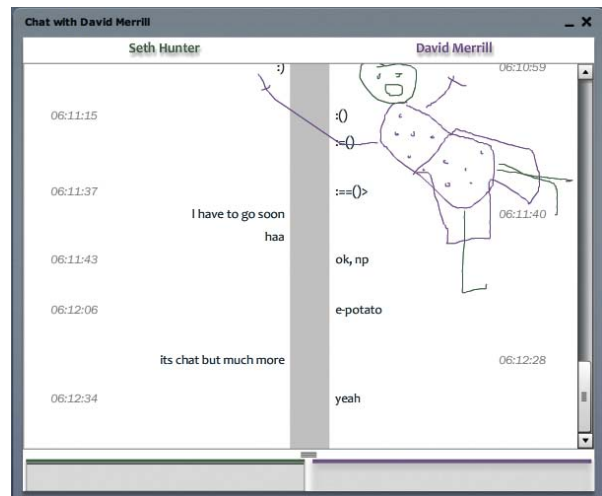 Chat with David Merrill
Seth Hunter David Merrill
:) 06:10:59
06:11:15 :()
:=()
06:11:37 :==()>
I have to go soon 06:11:40
haa
06:11:43 ok, np
06:12:06 e-potato
its chat but much more 06:12:28
06:12:34 yeah